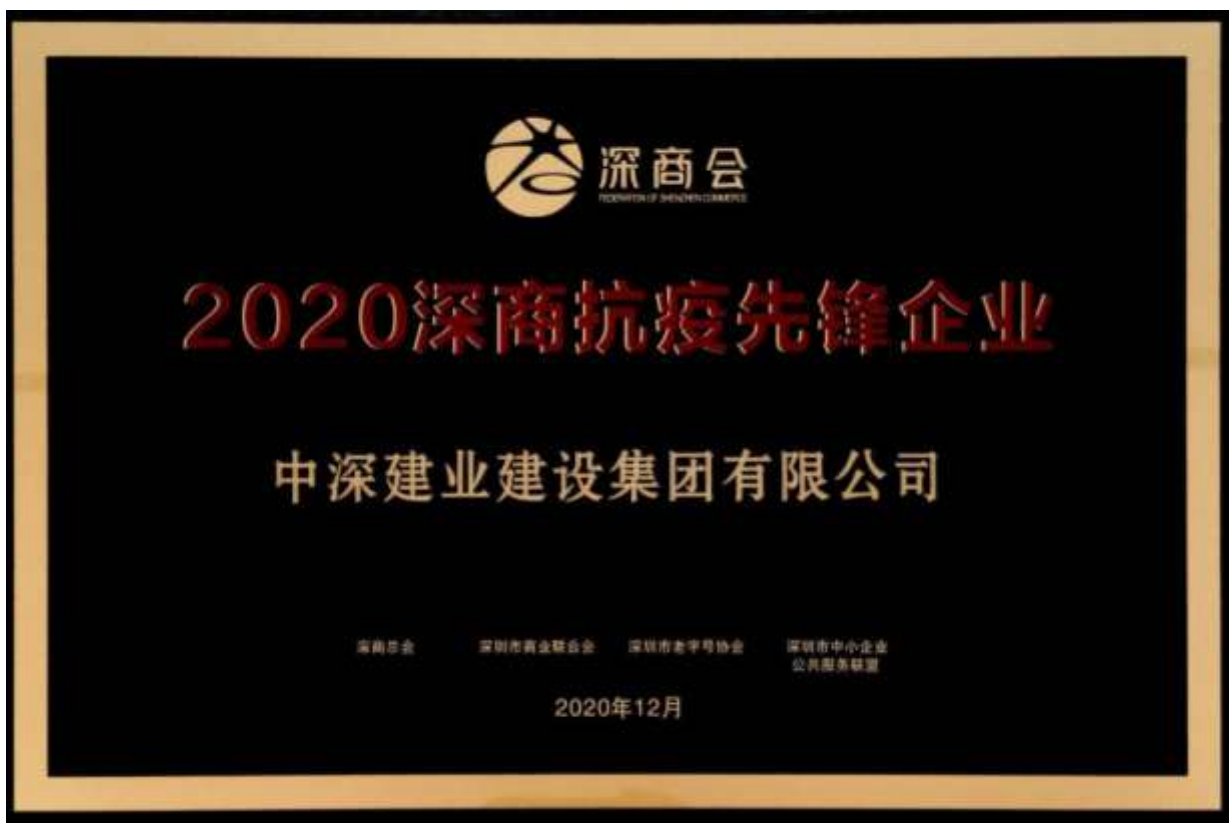 深商会
FEDERATION OF SHENZHEN COMMERCE
2020深商抗疫先锋企业
中深建业建设集团有限公司
深商总会 深圳市商业联合会 深圳市老字号协会 深圳市中小企业
公共服务联盟
2020年12月